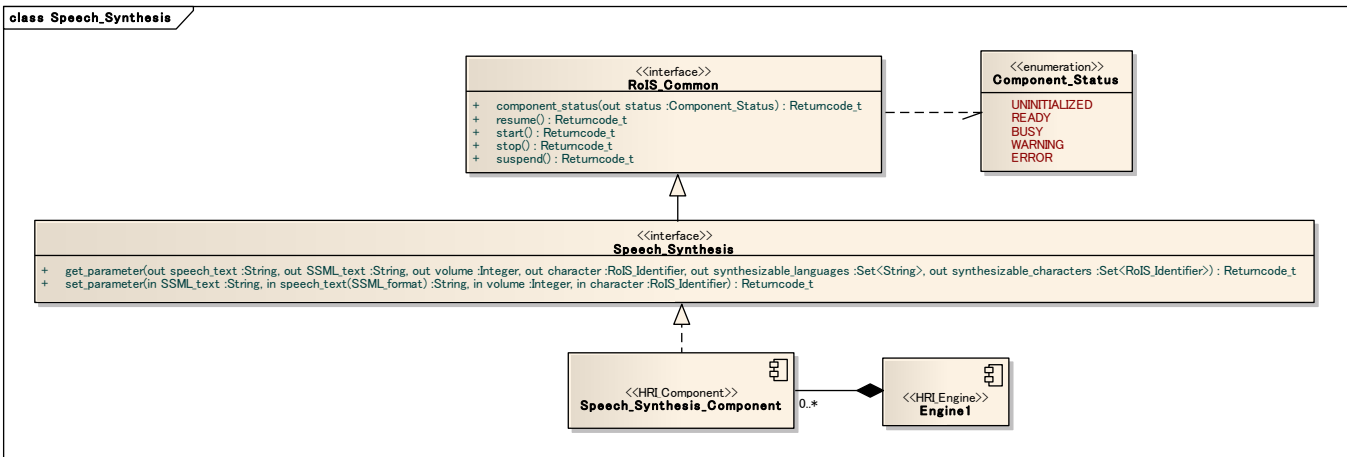 class Speech_Synthesis
<<interface>>
RoIS_Common
+ component_status(out status :Component_Status) : Returncode_t
+ resume() : Returncode_t
+ start() : Returncode_t
+ stop() : Returncode_t
+ suspend() : Returncode_t
<<enumeration>>
Component_Status
UNINITIALIZED
READY
BUSY
WARNING
ERROR
<<interface>>
Speech_Synthesis
+ get_parameter(out speech_text :String, out SSML_text :String, out volume :Integer, out character :RoIS_Identifier, out synthesizable_languages :Set<String>, out synthesizable_characters :Set<RoIS_Identifier>) : Returncode_t
+ set_parameter(in SSML_text :String, in speech_text(SSML_format) :String, in volume :Integer, in character :RoIS_Identifier) : Returncode_t
<<HRI_Component>>
Speech_Synthesis_Component
0..*
<<HRI_Engine>>
Engine1